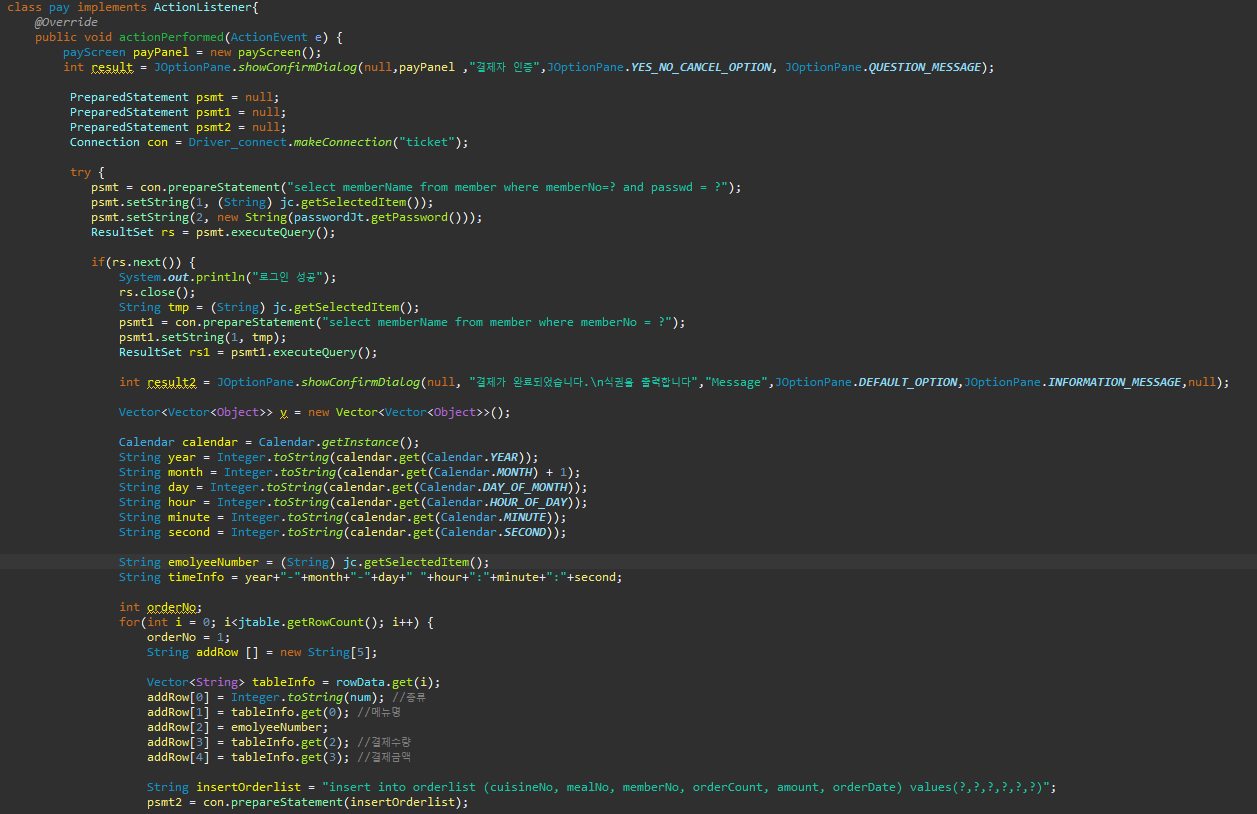 class pay implements ActionListener{
@Override
public void actionPerformed(ActionEvent e) {
payScreen payPanel = new payScreen();
int result = JOptionPane.showConfirmDialog(null,payPanel ,"결제자 인증",JOptionPane.YES_NO_CANCEL_OPTION, JOptionPane.QUESTION_MESSAGE);
PreparedStatement psmt = null;
PreparedStatement psmt1 = null;
PreparedStatement psmt2 = null;
Connection con = Driver_connect.makeConnection("ticket");
try {
psmt = con.prepareStatement("select memberName from member where memberNo=? and passwd = ?");
psmt.setString(1, (String) jc.getSelectedItem());
psmt.setString(2, new String(passwordJt.getPassword()));
ResultSet rs = psmt.executeQuery();
if(rs.next()) {
System.out.println("로그인 성공");
rs.close();
String tmp = (String) jc.getSelectedItem();
psmt1 = con.prepareStatement("select memberName from member where memberNo = ?");
psmt1.setString(1, tmp);
ResultSet rs1 = psmt1.executeQuery();
int result2 = JOptionPane.showConfirmDialog(null, "결제가 완료되었습니다.\n식권을 출력합니다","Message",JOptionPane.DEFAULT_OPTION,JOptionPane.INFORMATION_MESSAGE,null);
Vector<Vector<Object>> y = new Vector<Vector<Object>>();
Calendar calendar = Calendar.getInstance();
String year = Integer.toString(calendar.get(Calendar.YEAR));
String month = Integer.toString(calendar.get(Calendar.MONTH) + 1);
String day = Integer.toString(calendar.get(Calendar.DAY_OF_MONTH));
String hour = Integer.toString(calendar.get(Calendar.HOUR_OF_DAY));
String minute = Integer.toString(calendar.get(Calendar.MINUTE));
String second = Integer.toString(calendar.get(Calendar.SECOND));
String emolyeeNumber = (String) jc.getSelectedItem();
String timeInfo = year+"-"+month+"-"+day+" "+hour+":"+minute+":"+second;
int orderNo;
for(int i = 0; i<jtable.getRowCount(); i++) {
orderNo = 1;
String addRow [] = new String[5];
Vector<String> tableInfo = rowData.get(i);
addRow[0] = Integer.toString(num); //종류
addRow[1] = tableInfo.get(0); //메뉴명
addRow[2] = emolyeeNumber;
addRow[3] = tableInfo.get(2); //결제수량
addRow[4] = tableInfo.get(3); //결제금액
String insertOrderlist = "insert into orderlist (cuisineNo, mealNo, memberNo, orderCount, amount, orderDate) values(?,?,?,?,?,?)";
psmt2 = con.prepareStatement(insertOrderlist);